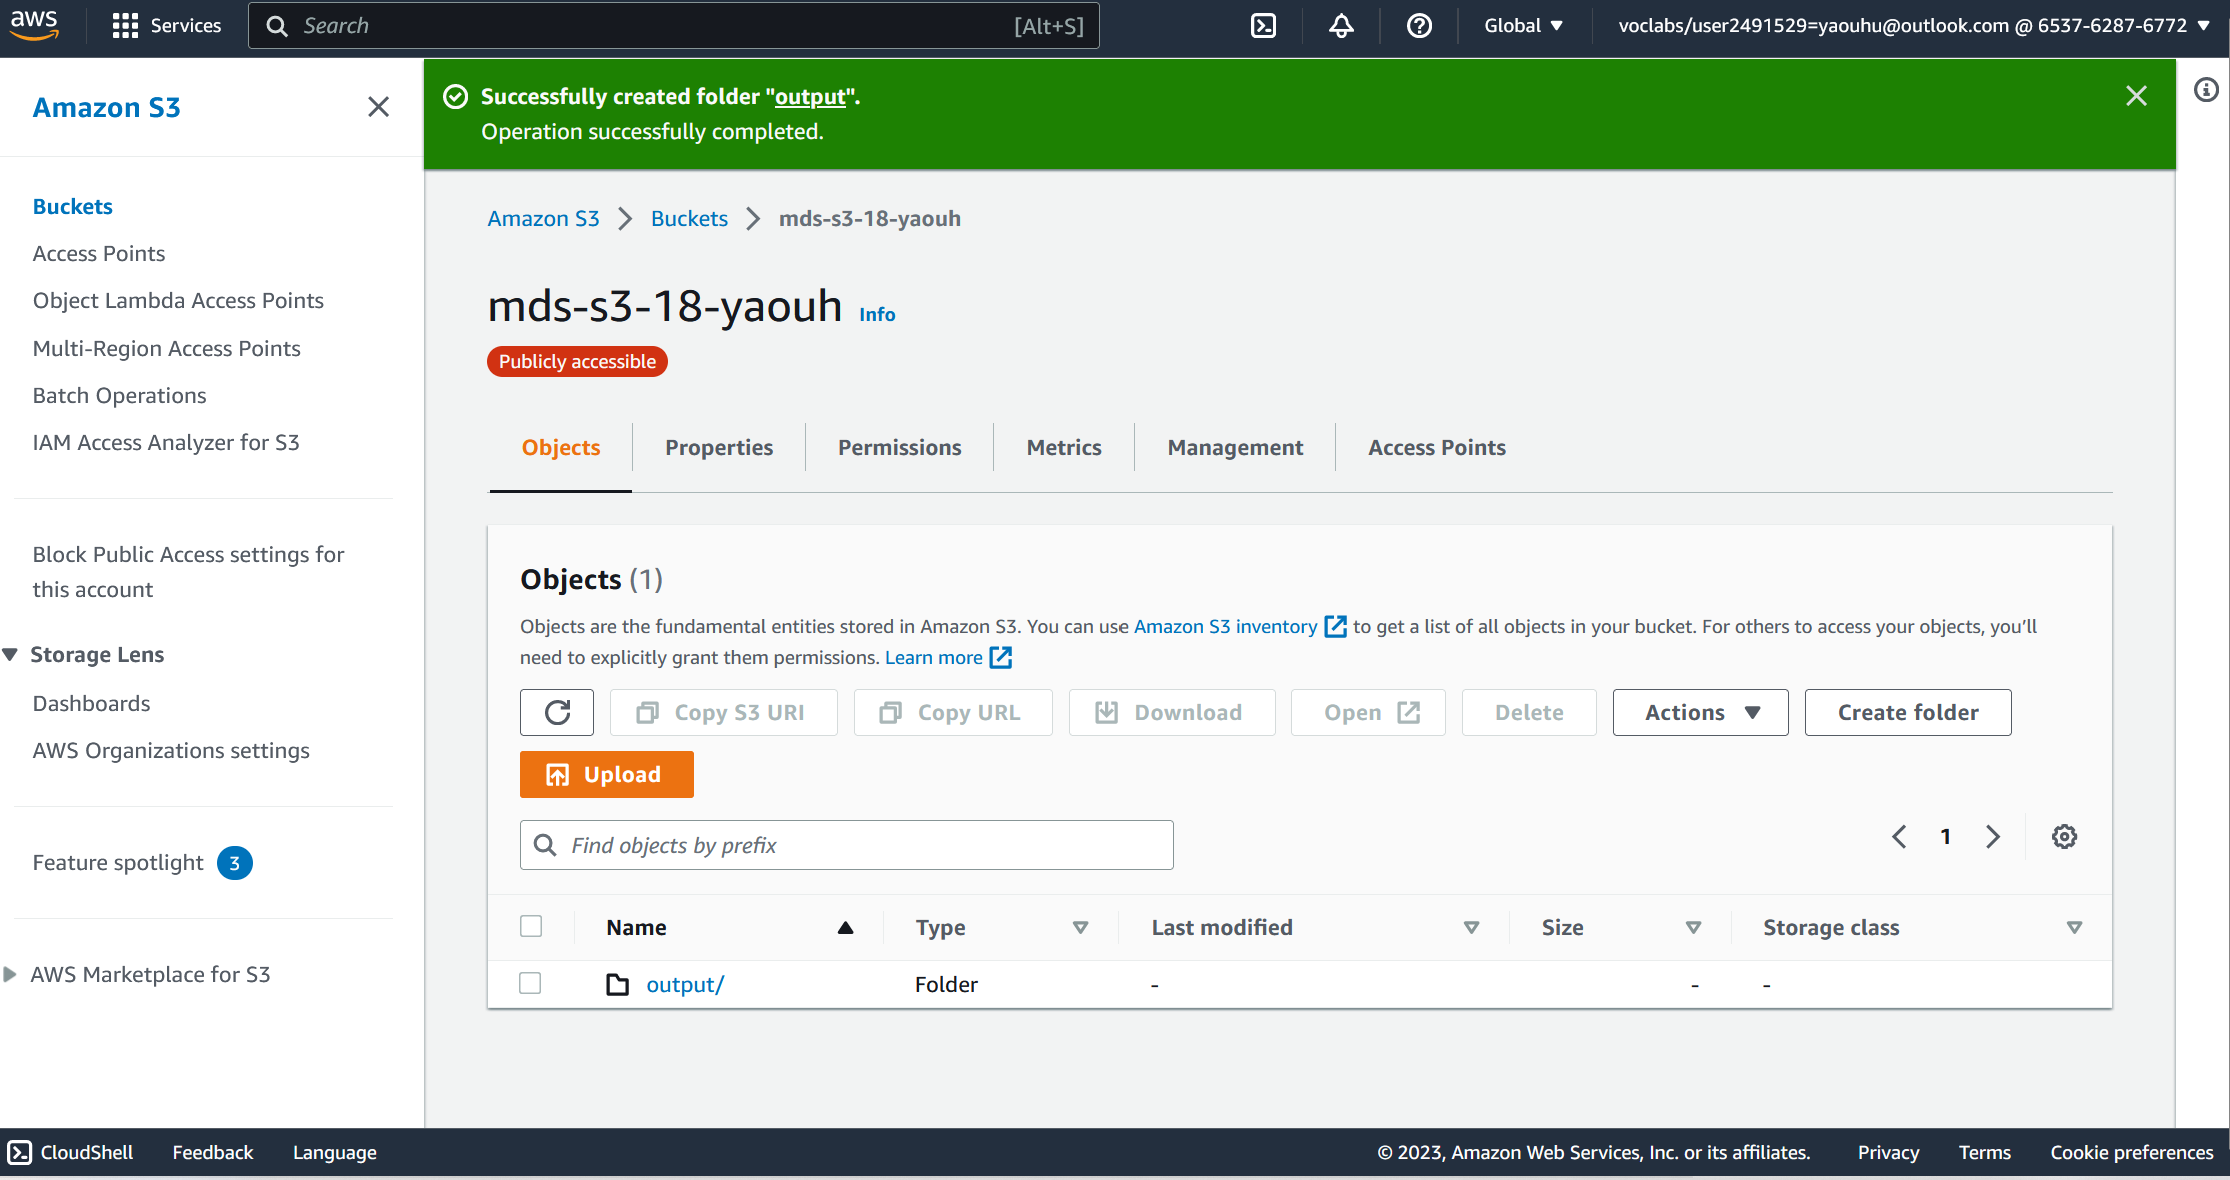 aws
Services
Search
[Alt+S]
Global
voclabs/user2491529=yaouhu@outlook.com @ 6537-6287-6772
Amazon S3
Successfully created folder "output".
Operation successfully completed.
Buckets
Access Points
Object Lambda Access Points
Multi-Region Access Points
Batch Operations
IAM Access Analyzer for S3
Block Public Access settings for
this account
Storage Lens
Dashboards
AWS Organizations settings
Feature spotlight 3
AWS Marketplace for S3
Amazon S3 > Buckets > mds-s3-18-yaouh
mds-s3-18-yaouh Info
Publicly accessible
Objects
Properties
Permissions
Metrics
Management
Access Points
Objects (1)
Objects are the fundamental entities stored in Amazon S3. You can use Amazon S3 inventory to get a list of all objects in your bucket. For others to access your objects, you'll
need to explicitly grant them permissions. Learn more
Copy S3 URI
Copy URL
Download
Open
Delete
Actions
Create folder
Upload
Find objects by prefix
1
Name
Type
Last modified
Size
Storage class
output/
Folder
-
-
-
CloudShell
Feedback
Language
© 2023, Amazon Web Services, Inc. or its affiliates.
Privacy
Terms
Cookie preferences